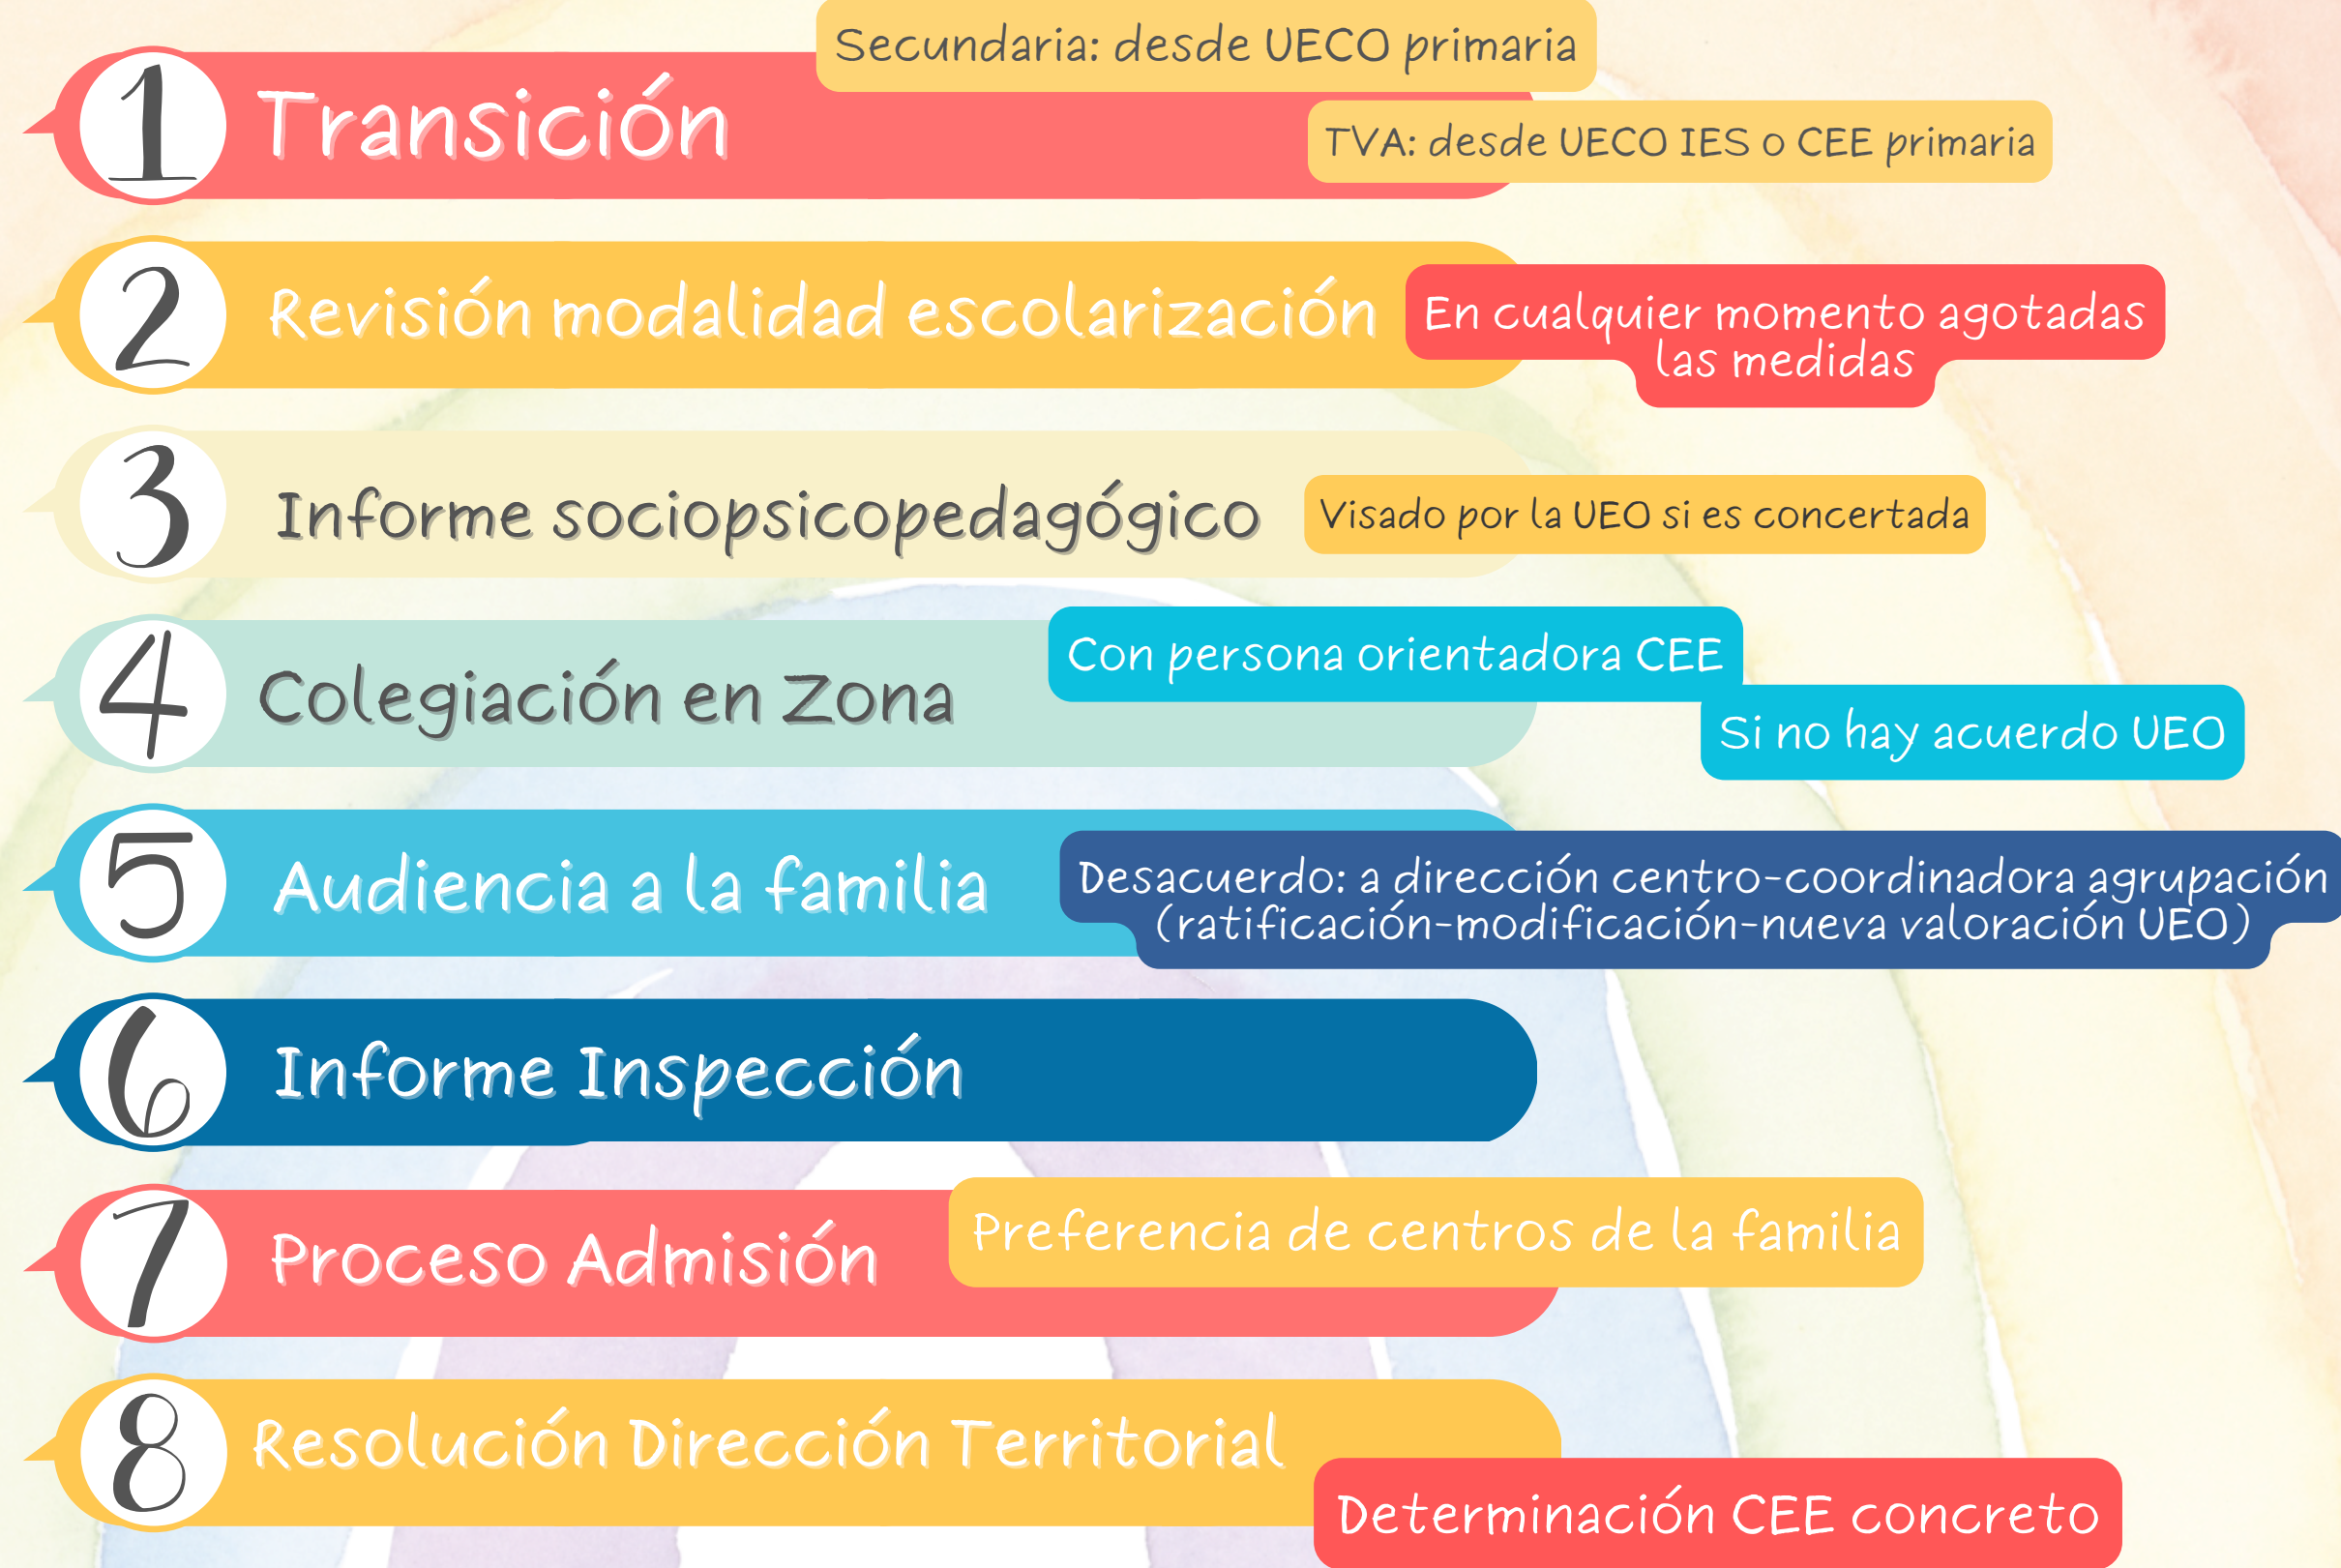 1
Transición
Secundaria: desde UECO primaria
TVA: desde UECO IES o CEE primaria
2
Revisión modalidad escolarización
En cualquier momento agotadas
las medidas
3
Informe sociopsicopedagógico
Visado por la UEO si es concertada
4
Colegiación en Zona
Con persona orientadora CEE
Si no hay acuerdo UEO
5
Audiencia a la familia
Desacuerdo: a dirección centro-coordinadora agrupación
(ratificación-modificación-nueva valoración UEO)
6
Informe Inspección
7
Proceso Admisión
Preferencia de centros de la familia
8
Resolución Dirección Territorial
Determinación CEE concreto